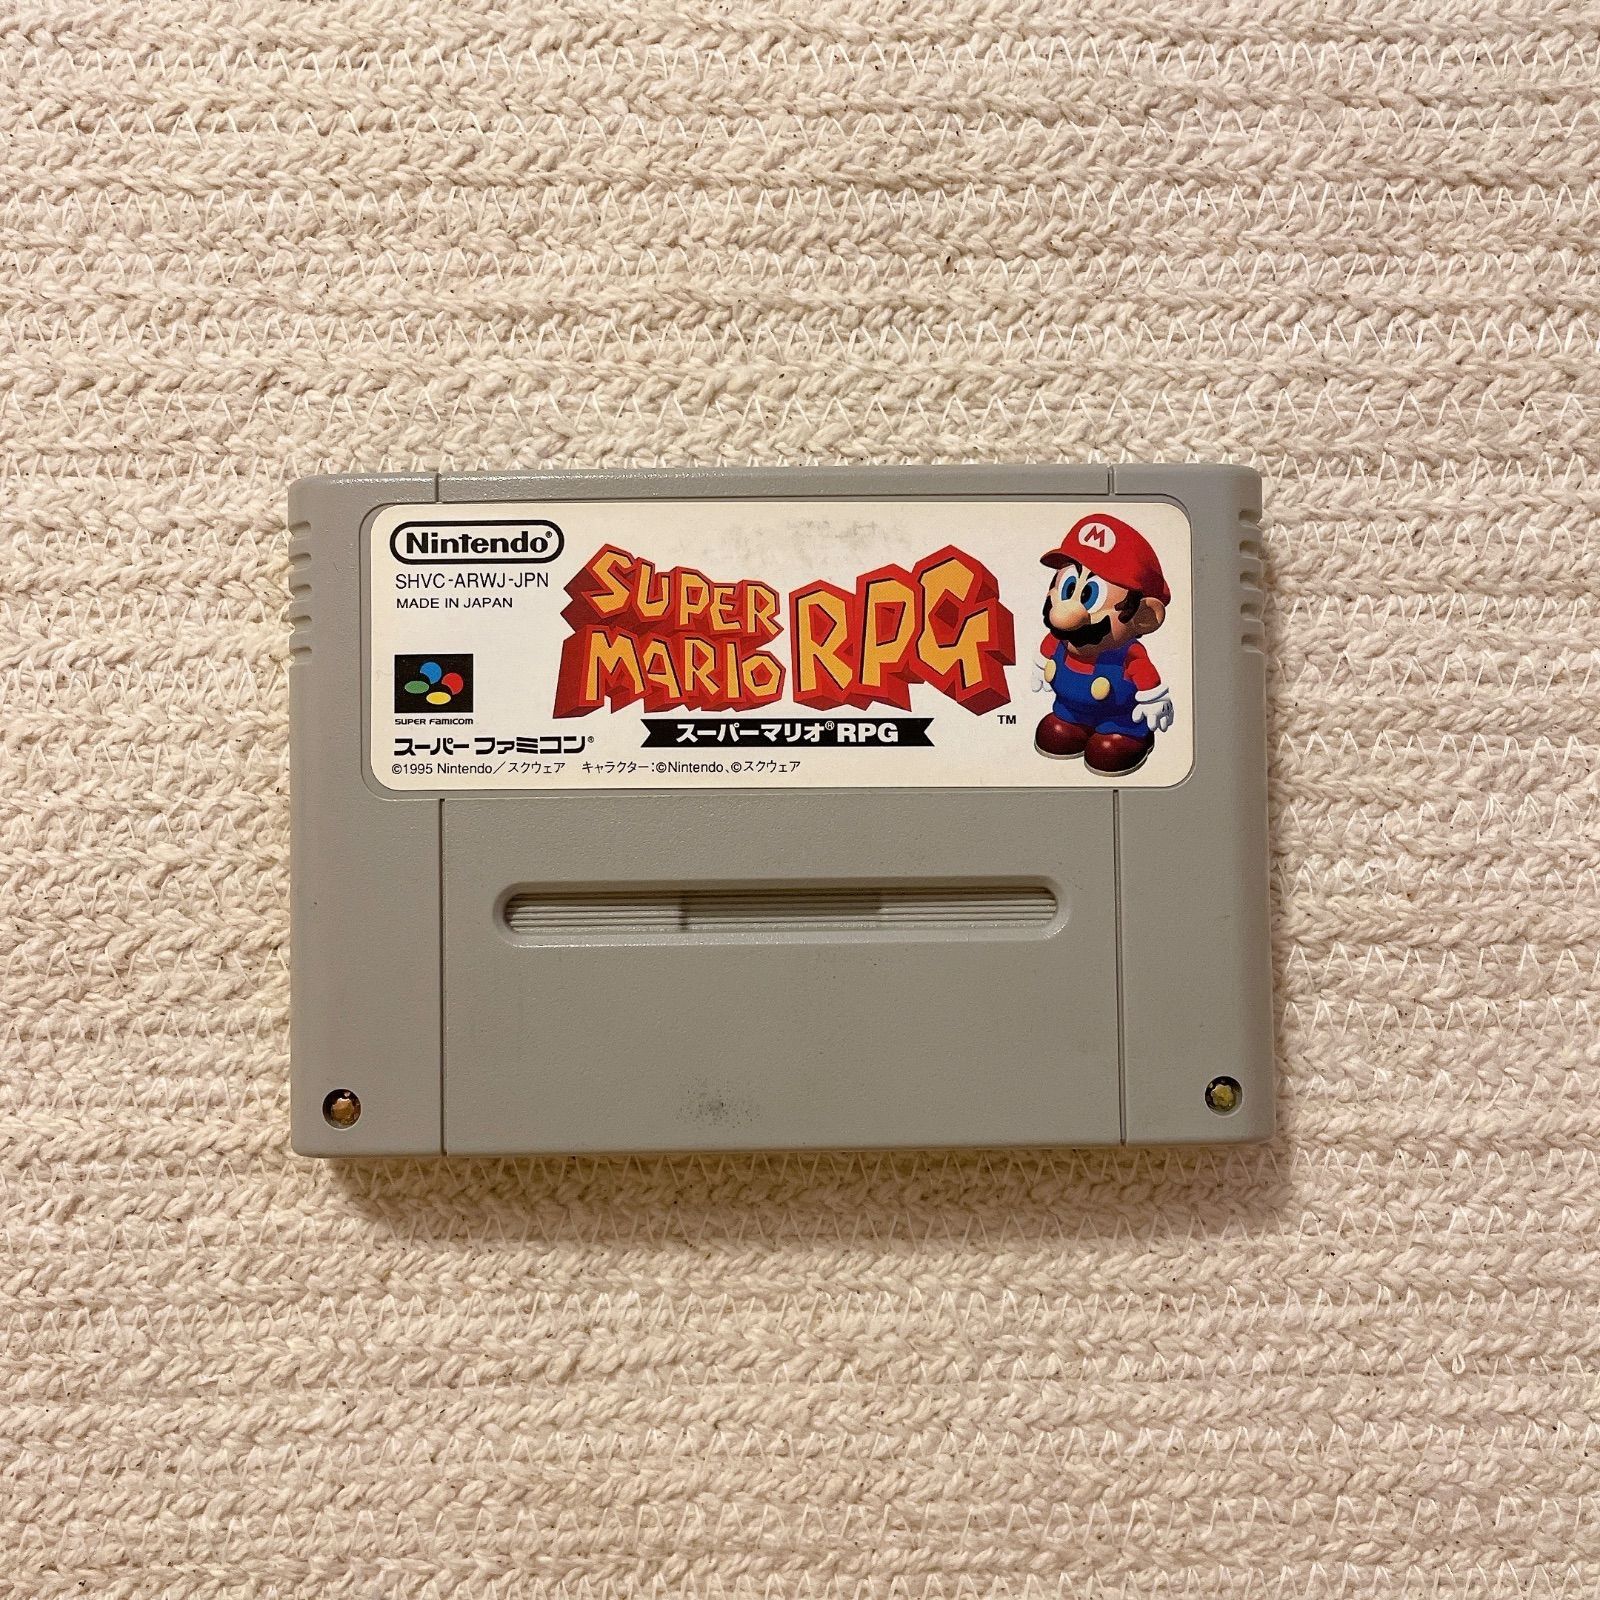 Nintendo®
SHVC-ARWJ-JPN
MADE IN JAPAN
SUPER FAMICOM
スーパーファミコン®
SUPER
MARIO RPG
™
スーパーマリオ®RPG
M
©1995 Nintendo／スクウェア キャラクター：©Nintendo、©スクウェア